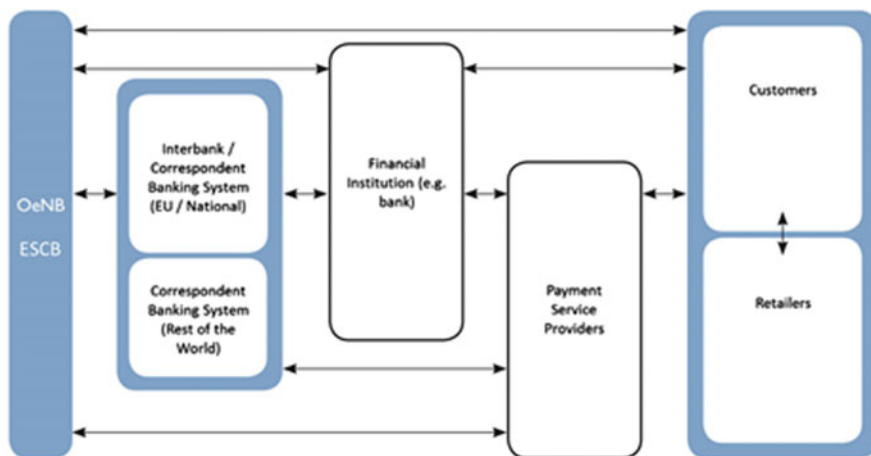 OeNB
ESCB
Interbank /
Correspondent
Banking System
(EU / National)
Correspondent
Banking System
(Rest of the
World)
Financial
Institution (e.g.
bank)
Payment
Service
Providers
Customers
Retailers